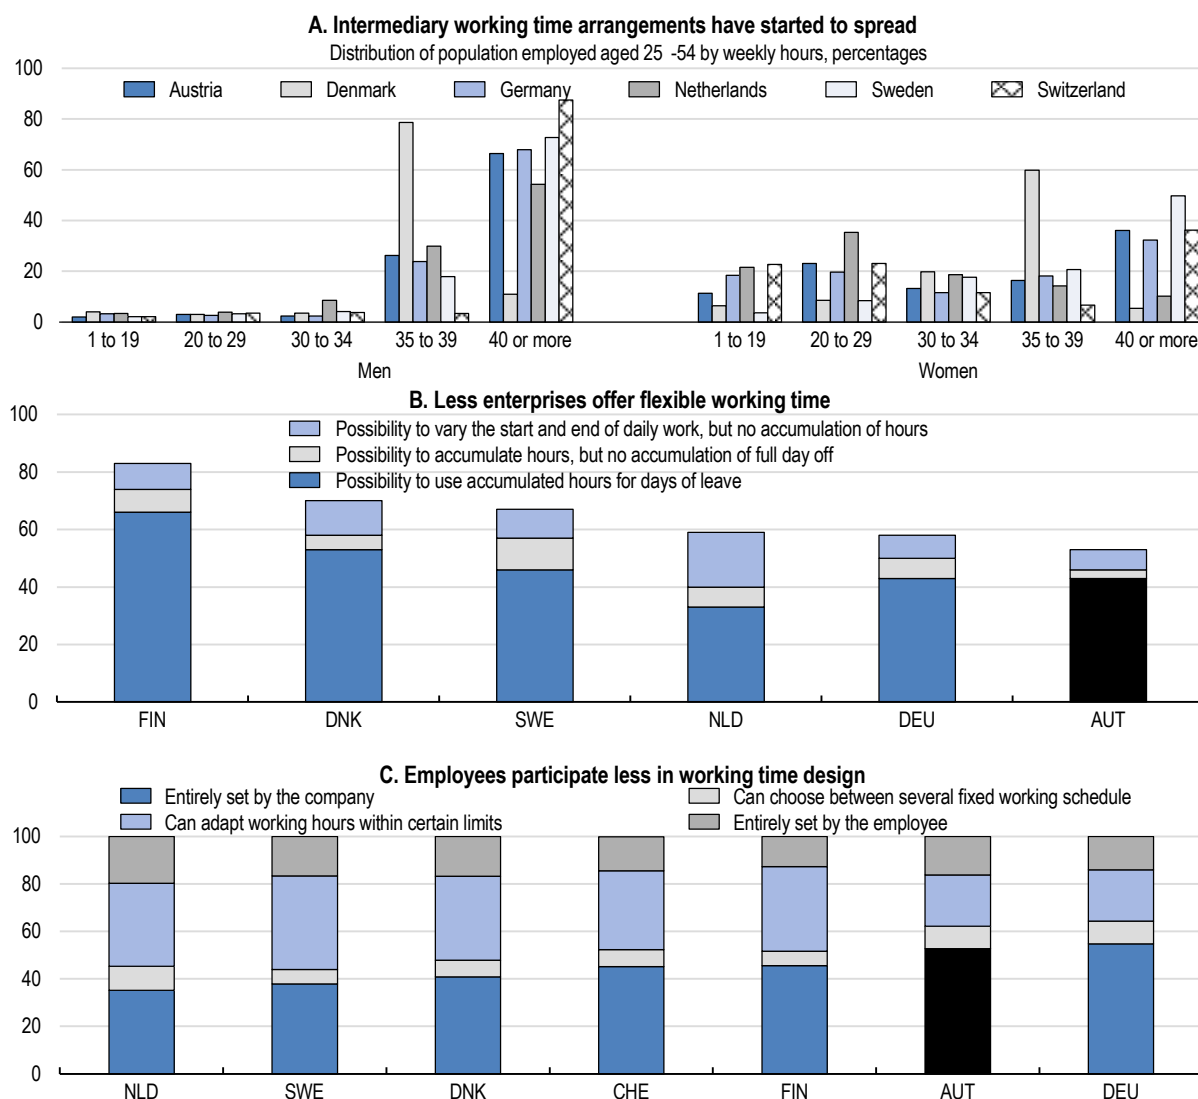 A. Intermediary working time arrangements have started to spread
Distribution of population employed aged 25 -54 by weekly hours, percentages
100
80
60
40
20
0
Austria Denmark Germany Netherlands Sweden Switzerland
1 to 19 20 to 29 30 to 34 35 to 39 40 or more 1 to 19 20 to 29 30 to 34 35 to 39 40 or more
Men Women
B. Less enterprises offer flexible working time
100
80
60
40
20
0
Possibility to vary the start and end of daily work, but no accumulation of hours
Possibility to accumulate hours, but no accumulation of full day off
Possibility to use accumulated hours for days of leave
FIN DNK SWE NLD DEU AUT
C. Employees participate less in working time design
Entirely set by the company Can choose between several fixed working schedule
Can adapt working hours within certain limits Entirely set by the employee
100
80
60
40
20
0
NLD SWE DNK CHE FIN AUT DEU